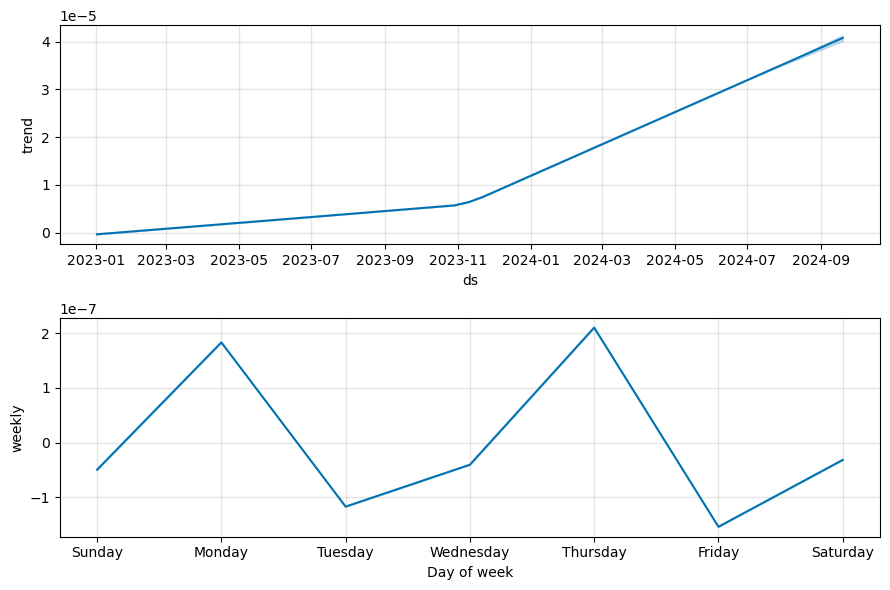 1e−5
4
3
2
1
0
trend
2023-01 2023-03 2023-05 2023-07 2023-09 2023-11 2024-01 2024-03 2024-05 2024-07 2024-09
ds
1e−7
2
1
0
−1
weekly
Sunday Monday Tuesday Wednesday Thursday Friday Saturday
Day of week